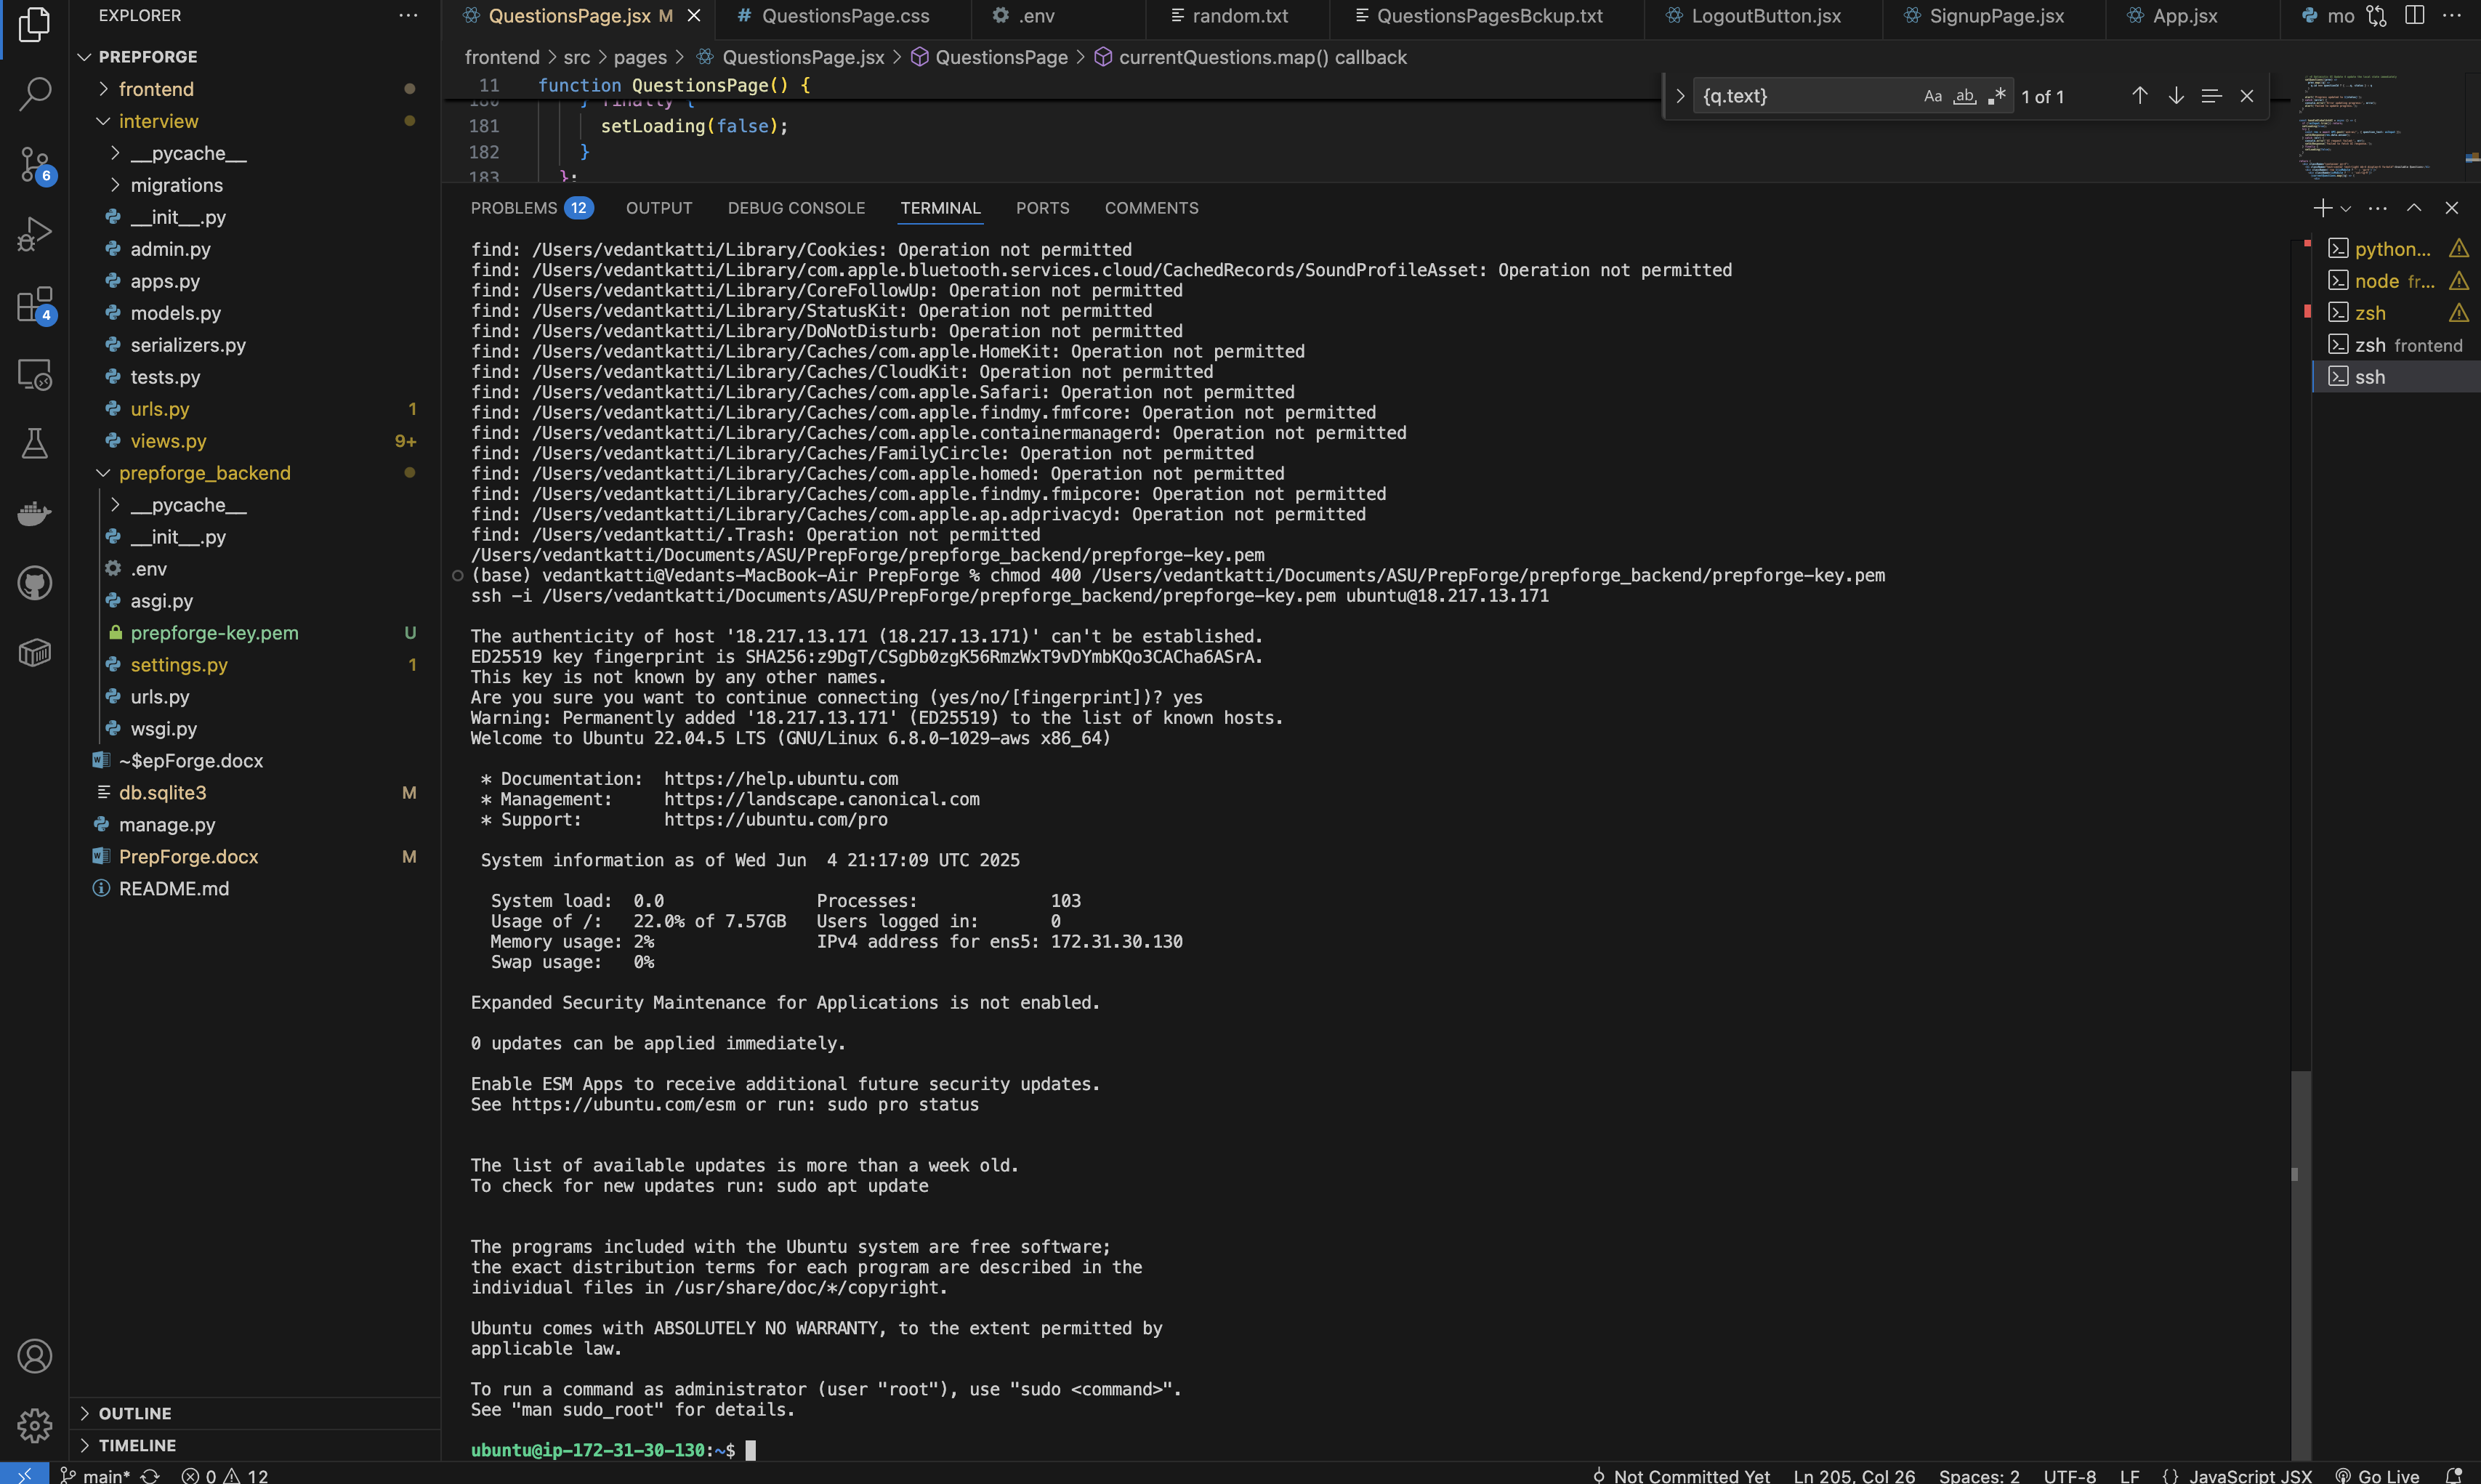 EXPLORER
PREPFORGE
frontend
interview
__pycache__
migrations
__init__.py
admin.py
apps.py
models.py
serializers.py
tests.py
urls.py 1
views.py 9+
prepforge_backend
__pycache__
__init__.py
.env
asgi.py
prepforge-key.pem U
settings.py 1
urls.py
wsgi.py
~$epForge.docx
db.sqlite3 M
manage.py
PrepForge.docx M
README.md
OUTLINE
TIMELINE
6
4
QuestionsPage.jsx M
QuestionsPage.css
.env
random.txt
QuestionsPagesBckup.txt
LogoutButton.jsx
SignupPage.jsx
App.jsx
mo
frontend > src > pages > QuestionsPage.jsx > QuestionsPage > currentQuestions.map() callback
11 function QuestionsPage() {
180 } finally {
181 setLoading(false);
182 }
183 };
{q.text} Aa ab 1 of 1
PROBLEMS 12 OUTPUT DEBUG CONSOLE TERMINAL PORTS COMMENTS
find: /Users/vedantkatti/Library/Cookies: Operation not permitted
find: /Users/vedantkatti/Library/com.apple.bluetooth.services.cloud/CachedRecords/SoundProfileAsset: Operation not permitted
find: /Users/vedantkatti/Library/CoreFollowUp: Operation not permitted
find: /Users/vedantkatti/Library/StatusKit: Operation not permitted
find: /Users/vedantkatti/Library/DoNotDisturb: Operation not permitted
find: /Users/vedantkatti/Library/Caches/com.apple.HomeKit: Operation not permitted
find: /Users/vedantkatti/Library/Caches/CloudKit: Operation not permitted
find: /Users/vedantkatti/Library/Caches/com.apple.Safari: Operation not permitted
find: /Users/vedantkatti/Library/Caches/com.apple.findmy.fmfcore: Operation not permitted
find: /Users/vedantkatti/Library/Caches/com.apple.containermanagerd: Operation not permitted
find: /Users/vedantkatti/Library/Caches/FamilyCircle: Operation not permitted
find: /Users/vedantkatti/Library/Caches/com.apple.homed: Operation not permitted
find: /Users/vedantkatti/Library/Caches/com.apple.findmy.fmipcore: Operation not permitted
find: /Users/vedantkatti/Library/Caches/com.apple.ap.adprivacyd: Operation not permitted
find: /Users/vedantkatti/.Trash: Operation not permitted
/Users/vedantkatti/Documents/ASU/PrepForge/prepforge_backend/prepforge-key.pem
(base) vedantkatti@Vedants-MacBook-Air PrepForge % chmod 400 /Users/vedantkatti/Documents/ASU/PrepForge/prepforge_backend/prepforge-key.pem
ssh -i /Users/vedantkatti/Documents/ASU/PrepForge/prepforge_backend/prepforge-key.pem ubuntu@18.217.13.171
The authenticity of host '18.217.13.171 (18.217.13.171)' can't be established.
ED25519 key fingerprint is SHA256:z9DgT/CSgDb0zgK56RmzWxT9vDYmbKQo3CACha6ASrA.
This key is not known by any other names.
Are you sure you want to continue connecting (yes/no/[fingerprint])? yes
Warning: Permanently added '18.217.13.171' (ED25519) to the list of known hosts.
Welcome to Ubuntu 22.04.5 LTS (GNU/Linux 6.8.0-1029-aws x86_64)
* Documentation: https://help.ubuntu.com
* Management: https://landscape.canonical.com
* Support: https://ubuntu.com/pro
System information as of Wed Jun 4 21:17:09 UTC 2025
System load: 0.0 Processes: 103
Usage of /: 22.0% of 7.57GB Users logged in: 0
Memory usage: 2% IPv4 address for ens5: 172.31.30.130
Swap usage: 0%
Expanded Security Maintenance for Applications is not enabled.
0 updates can be applied immediately.
Enable ESM Apps to receive additional future security updates.
See https://ubuntu.com/esm or run: sudo pro status
The list of available updates is more than a week old.
To check for new updates run: sudo apt update
The programs included with the Ubuntu system are free software;
the exact distribution terms for each program are described in the
individual files in /usr/share/doc/*/copyright.
Ubuntu comes with ABSOLUTELY NO WARRANTY, to the extent permitted by
applicable law.
To run a command as administrator (user "root"), use "sudo <command>".
See "man sudo_root" for details.
ubuntu@ip-172-31-30-130:~$
python...
node fr...
zsh
zsh frontend
ssh
main* 0 12 Not Committed Yet Ln 205, Col 26 Spaces: 2 UTF-8 LF {} JavaScript JSX Go Live